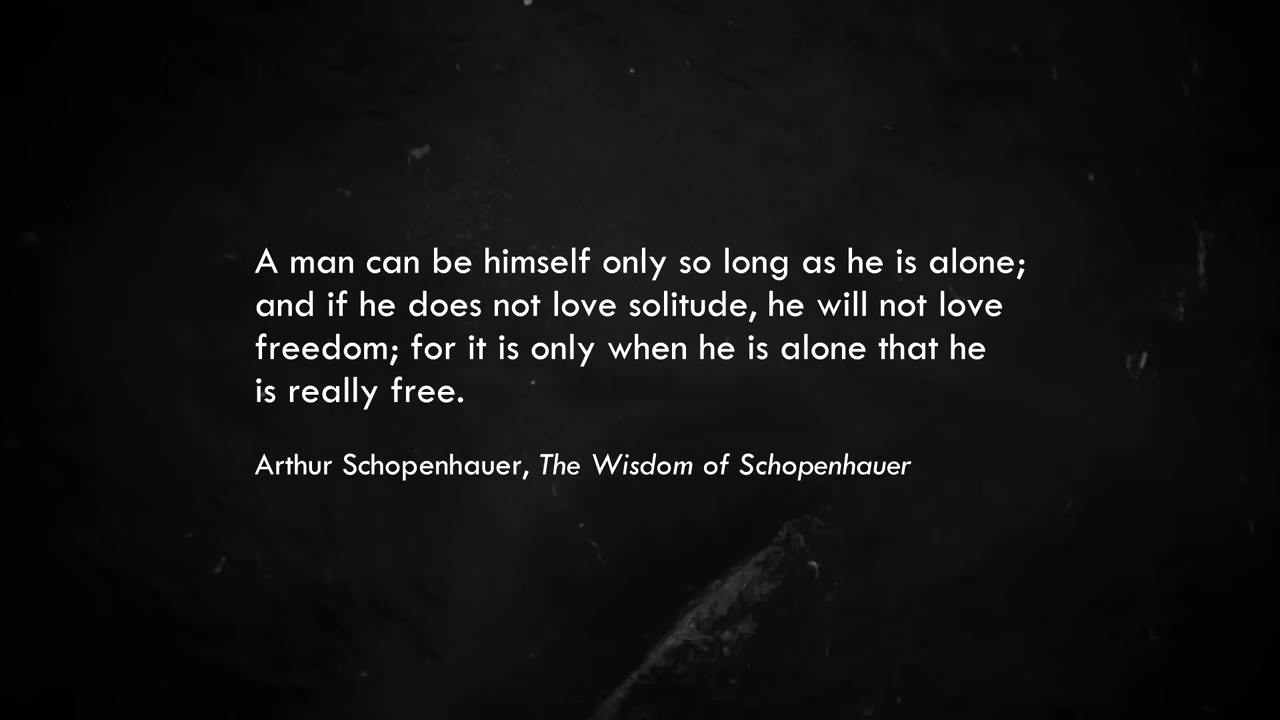 A man can be himself only so long as he is alone;
and if he does not love solitude, he will not love
freedom; for it is only when he is alone that he
is really free.
Arthur Schopenhauer, The Wisdom of Schopenhauer